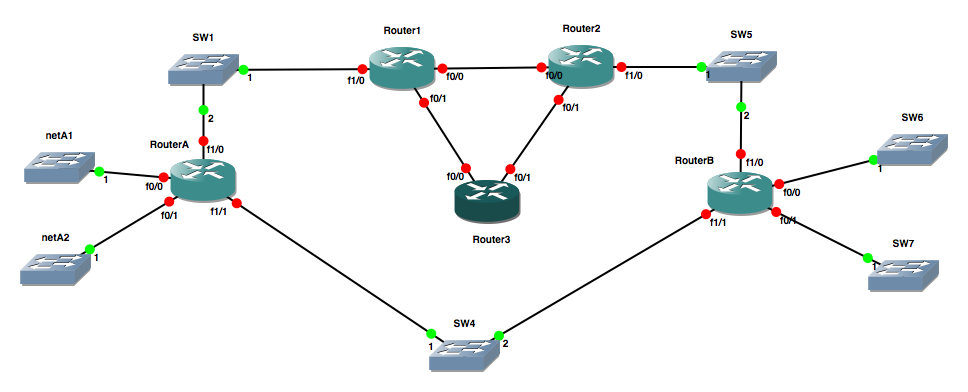 SW1
Router1
Router2
SW5
1
f1/0
f0/0
f0/0
f1/0
1
2
f0/1
f0/1
2
SW6
netA1
RouterA
f1/0
RouterB
f1/0
1
1
f0/0
f0/0
f0/1
f0/0
f0/1
f1/1
f1/1
f0/1
netA2
Router3
SW7
1
1
SW4
1
2